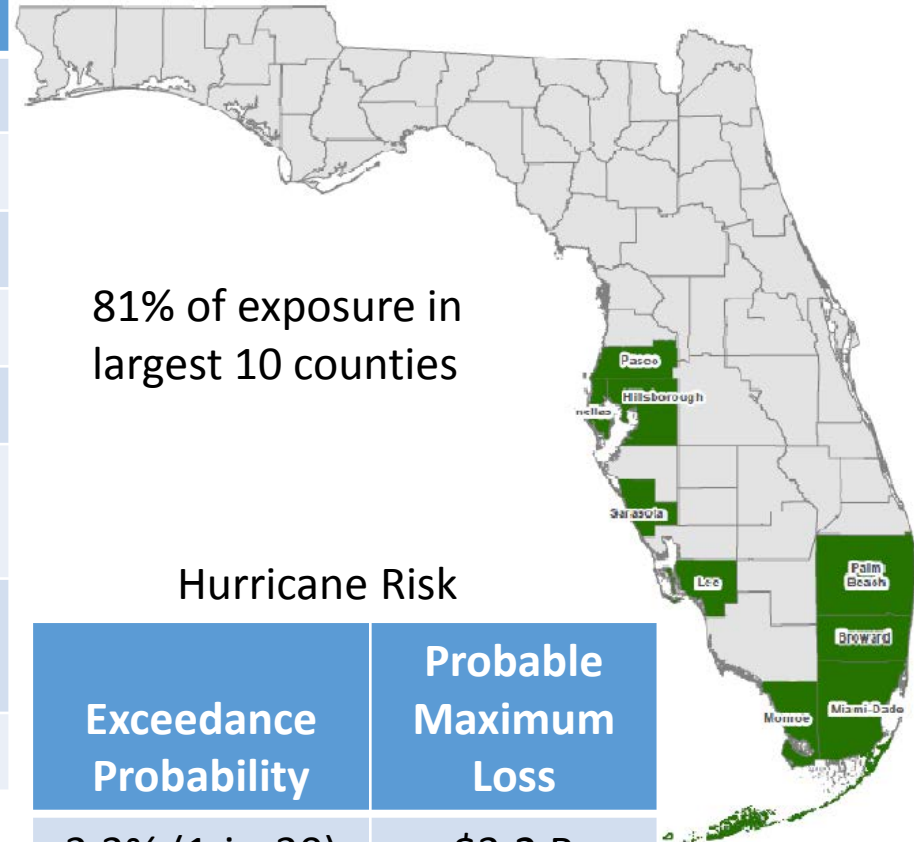 81% of exposure in
largest 10 counties
Pasco
Hillsborough
Sarasota
Lee
Palm
Beach
Broward
Monroe
Miami-Dade
Hurricane Risk
Exceedance
Probability
Probable
Maximum
Loss